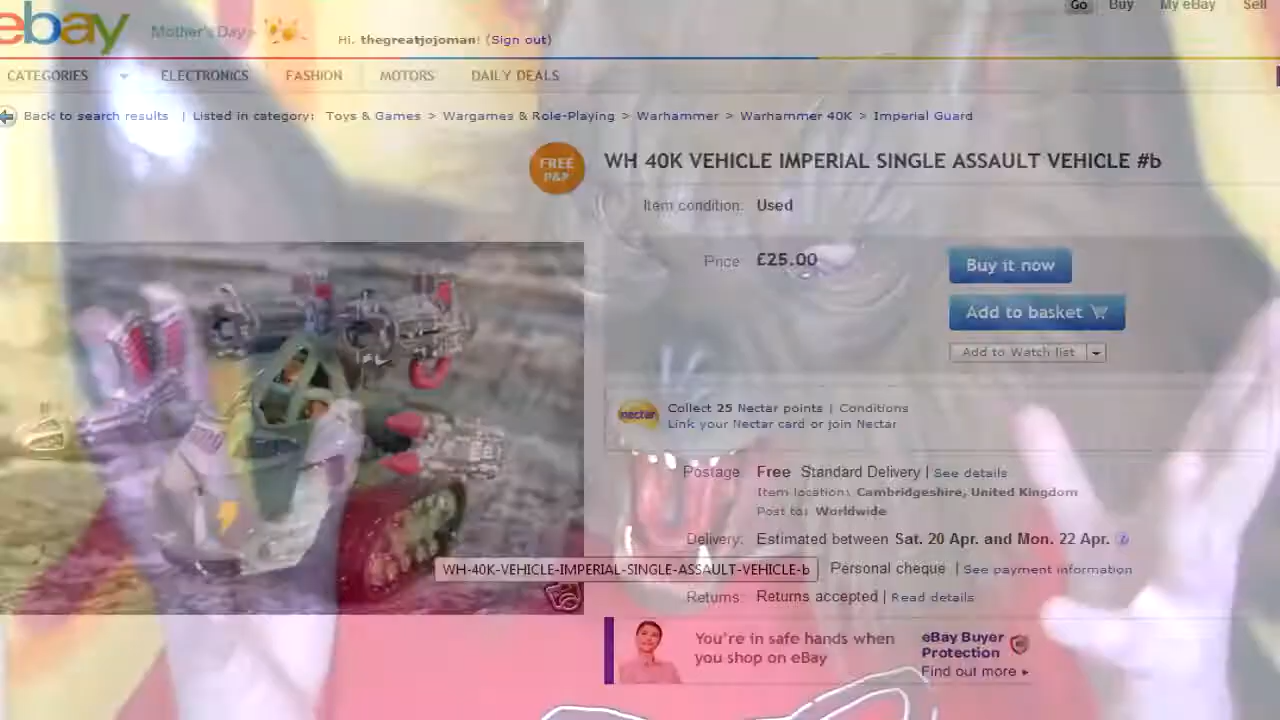 Go Buy My eBay Sell
ebay Mother's Day
Hi, thegreatjojoman! (Sign out)
CATEGORIES ELECTRONICS FASHION MOTORS DAILY DEALS
Back to search results | Listed in category: Toys & Games > Wargames & Role-Playing > Warhammer > Warhammer 40K > Imperial Guard
FREE P&P
WH 40K VEHICLE IMPERIAL SINGLE ASSAULT VEHICLE #b
Item condition: Used
Price: £25.00
Buy it now
Add to basket
Add to Watch list
nectar
Collect 25 Nectar points | Conditions
Link your Nectar card or join Nectar
Postage: Free Standard Delivery | See details
Item location: Cambridgeshire, United Kingdom
Post to: Worldwide
Delivery: Estimated between Sat. 20 Apr. and Mon. 22 Apr.
WH-40K-VEHICLE-IMPERIAL-SINGLE-ASSAULT-VEHICLE-b
Personal cheque | See payment information
Returns: Returns accepted | Read details
You're in safe hands when
you shop on eBay
eBay Buyer
Protection
Find out more